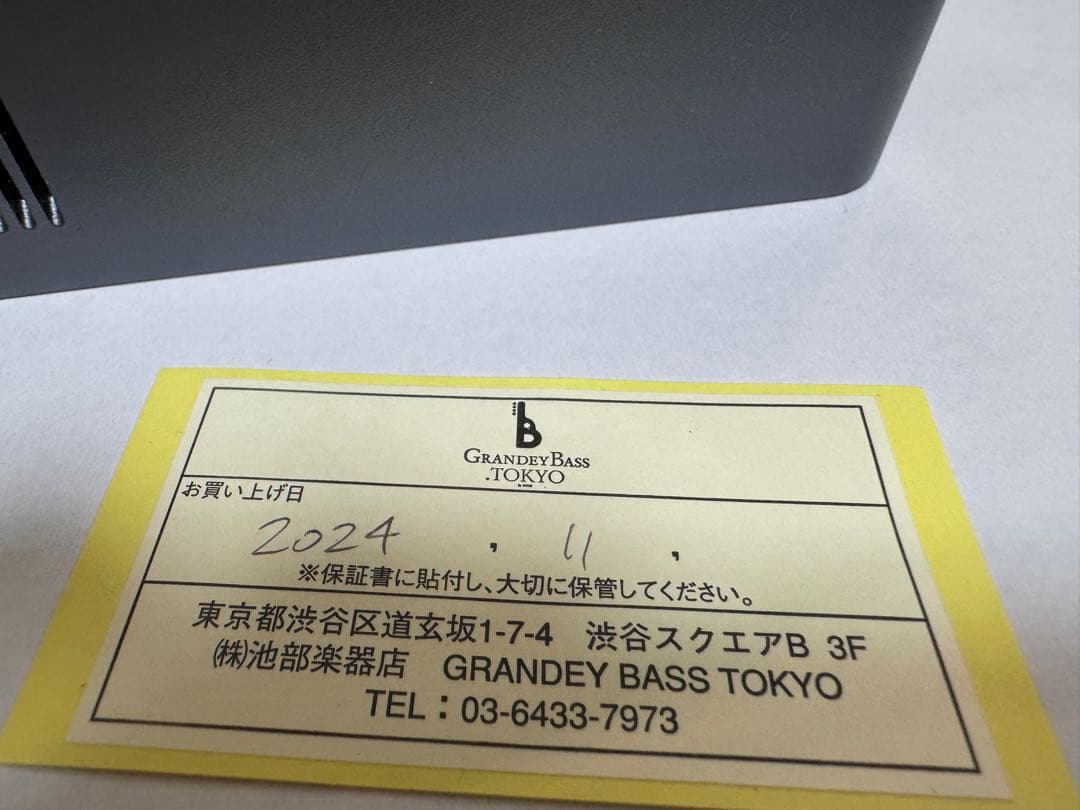 GRANDEY BASS
.TOKYO
お買い上げ日
2024 , 11 ,
※保証書に貼付し、大切に保管してください。
東京都渋谷区道玄坂1-7-4 渋谷スクエアB 3F
㈱池部楽器店 GRANDEY BASS TOKYO
TEL：03-6433-7973